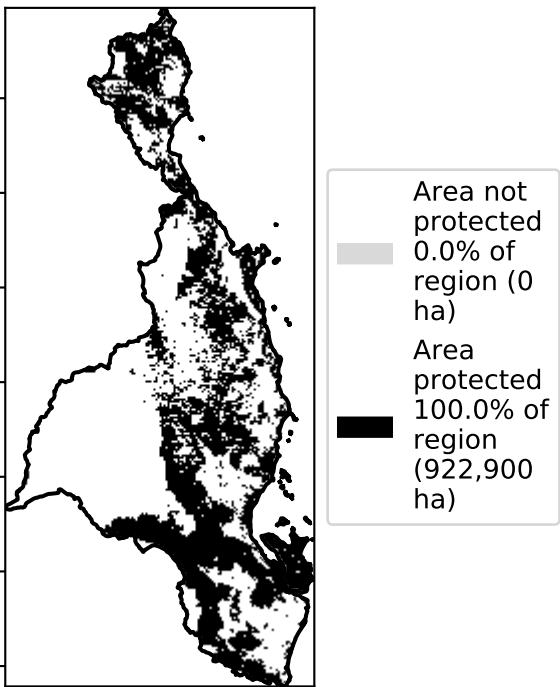 Area not
protected
0.0% of
region (0
ha)
Area
protected
100.0% of
region
(922,900
ha)